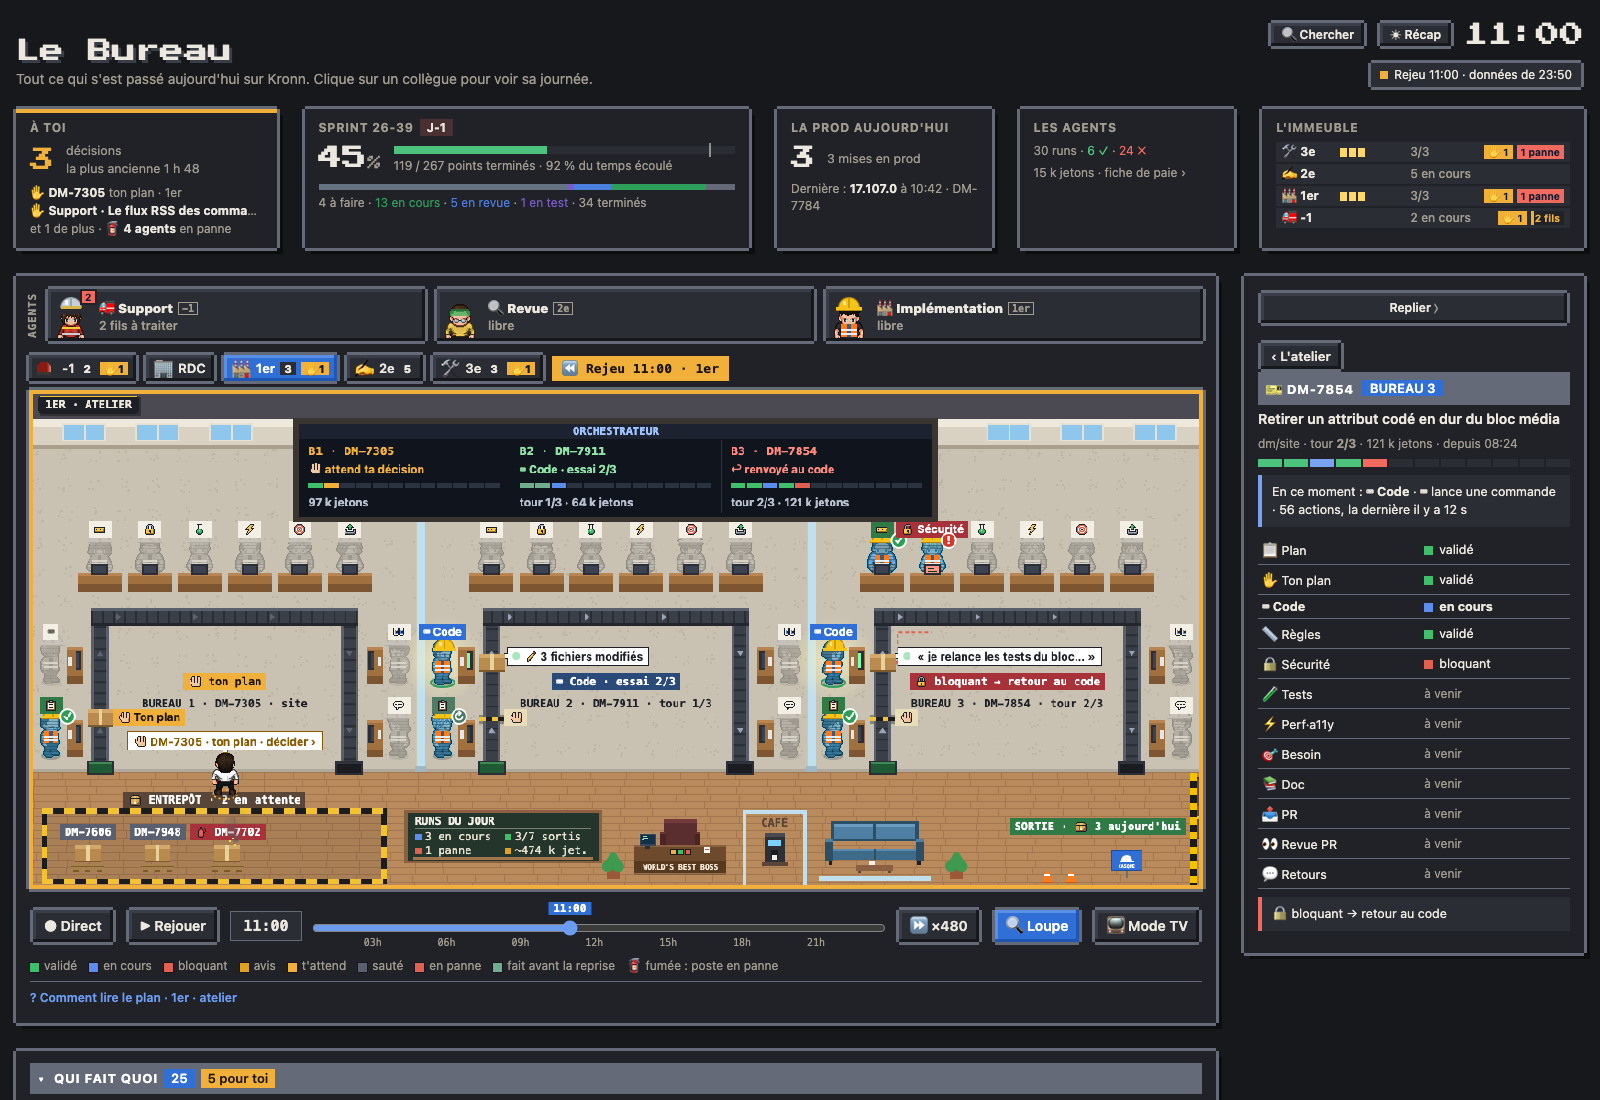 Le Bureau
Tout ce qui s'est passé aujourd'hui sur Kronn. Clique sur un collègue pour voir sa journée.
Chercher
Récap
11:00
Rejeu 11:00 · données de 23:50
À TOI
3 décisions
la plus ancienne 1 h 48
DM-7305 ton plan · 1er
Support · Le flux RSS des comma…
et 1 de plus · 4 agents en panne
SPRINT 26-39 J-1
45%
119 / 267 points terminés · 92 % du temps écoulé
4 à faire · 13 en cours · 5 en revue · 1 en test · 34 terminés
LA PROD AUJOURD'HUI
3 3 mises en prod
Dernière : 17.107.0 à 10:42 · DM-
7784
LES AGENTS
30 runs · 6 ✓ · 24 ✕
15 k jetons · fiche de paie ›
L'IMMEUBLE
3e 3/3 1 1 panne
2e 5 en cours
1er 3/3 1 1 panne
-1 2 en cours 1 2 fils
AGENTS
2
Support -1
2 fils à traiter
Revue 2e
libre
Implémentation 1er
libre
-1 2 1
RDC
1er 3 1
2e 5
3e 3 1
Rejeu 11:00 · 1er
1ER · ATELIER
ORCHESTRATEUR
B1 · DM-7305
attend ta décision
97 k jetons
B2 · DM-7911
Code · essai 2/3
tour 1/3 · 64 k jetons
B3 · DM-7854
↩ renvoyé au code
tour 2/3 · 121 k jetons
Sécurité
Code
Code
3 fichiers modifiés
« je relance les tests du bloc… »
ton plan
Code · essai 2/3
bloquant → retour au code
BUREAU 1 · DM-7305 · site
BUREAU 2 · DM-7911 · tour 1/3
BUREAU 3 · DM-7854 · tour 2/3
Ton plan
DM-7305 · ton plan · décider ›
ENTREPÔT · 2 en attente
DM-7606
DM-7948
DM-7702
RUNS DU JOUR
3 en cours 3/7 sortis
1 panne ~474 k jet.
WORLD'S BEST BOSS
CAFÉ
SORTIE · 3 aujourd'hui
CASQUE
Direct
Rejouer
11:00
11:00
03h 06h 09h 12h 15h 18h 21h
×480
Loupe
Mode TV
validé en cours bloquant avis t'attend sauté en panne fait avant la reprise fumée : poste en panne
? Comment lire le plan · 1er · atelier
QUI FAIT QUOI 25 5 pour toi
Replier ›
‹ L'atelier
DM-7854 BUREAU 3
Retirer un attribut codé en dur du bloc média
dm/site · tour 2/3 · 121 k jetons · depuis 08:24
En ce moment : Code · lance une commande
· 56 actions, la dernière il y a 12 s
Plan validé
Ton plan validé
Code en cours
Règles validé
Sécurité bloquant
Tests à venir
Perf·a11y à venir
Besoin à venir
Doc à venir
PR à venir
Revue PR à venir
Retours à venir
bloquant → retour au code